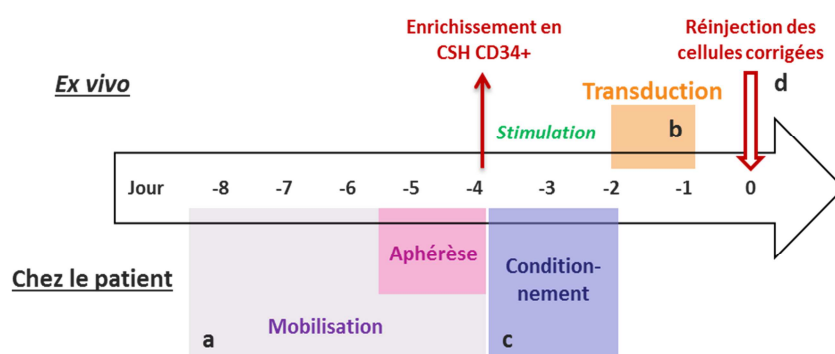 Enrichissement en
CSH CD34+
Réinjection des
cellules corrigées
Ex vivo
d
Transduction
Stimulation
b
Jour -8 -7 -6 -5 -4 -3 -2 -1 0
Aphérèse
Condition-
nement
Chez le patient
Mobilisation
a
c